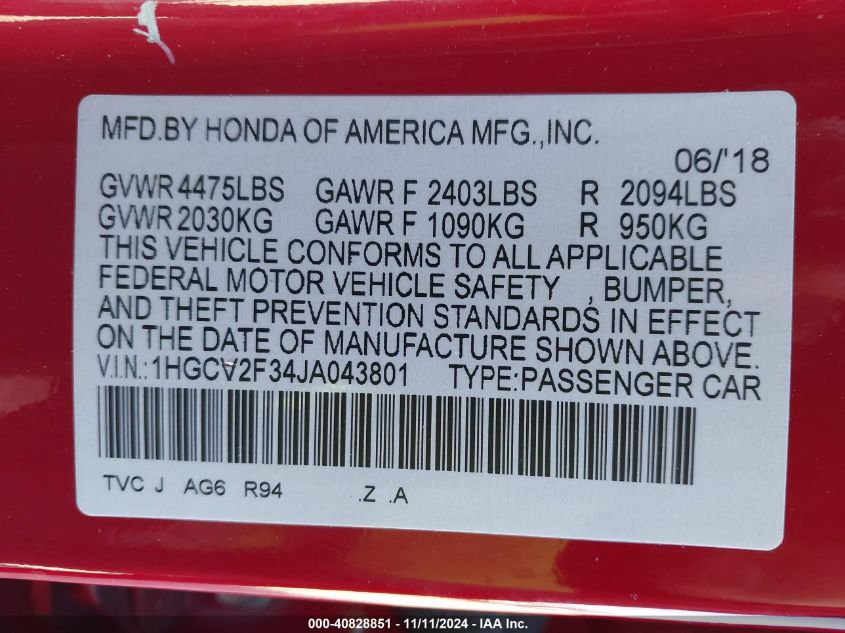 MFD.BY HONDA OF AMERICA MFG.,INC.
06/'18
GVWR 4475LBS GAWR F 2403LBS R 2094LBS
GVWR 2030KG GAWR F 1090KG R 950KG
THIS VEHICLE CONFORMS TO ALL APPLICABLE
FEDERAL MOTOR VEHICLE SAFETY , BUMPER,
AND THEFT PREVENTION STANDARDS IN EFFECT
ON THE DATE OF MANUFACTURE SHOWN ABOVE.
V.I.N.:1HGCV2F34JA043801 TYPE:PASSENGER CAR
TVC J AG6 R94 .Z .A
000-40828851 - 11/11/2024 - IAA Inc.